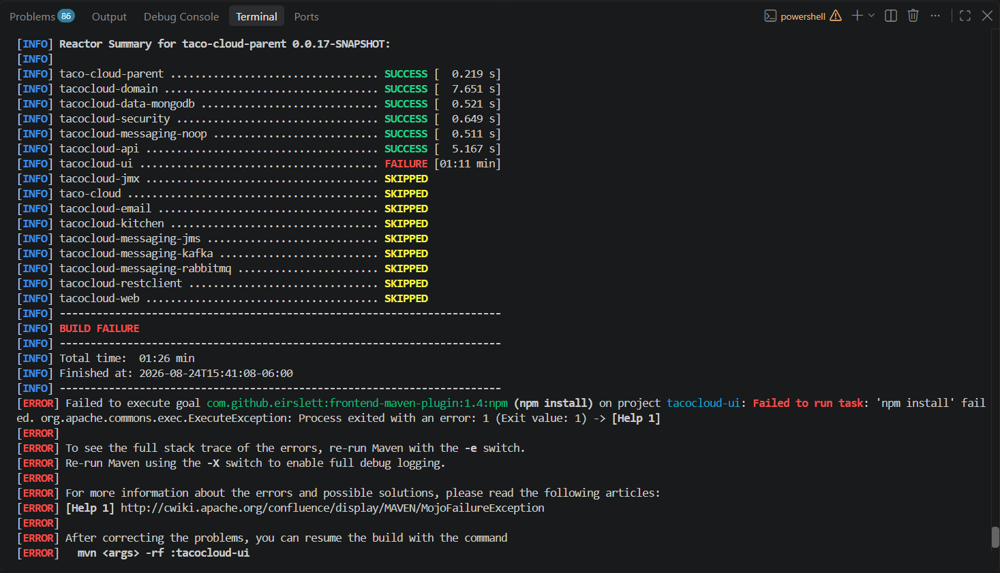 Problems 86 Output Debug Console Terminal Ports powershell
[INFO] Reactor Summary for taco-cloud-parent 0.0.17-SNAPSHOT:
[INFO]
[INFO] taco-cloud-parent .................................. SUCCESS [  0.219 s]
[INFO] tacocloud-domain ................................... SUCCESS [  7.651 s]
[INFO] tacocloud-data-mongodb ............................. SUCCESS [  0.521 s]
[INFO] tacocloud-security ................................. SUCCESS [  0.649 s]
[INFO] tacocloud-messaging-noop ........................... SUCCESS [  0.511 s]
[INFO] tacocloud-api ...................................... SUCCESS [  5.167 s]
[INFO] tacocloud-ui ....................................... FAILURE [01:11 min]
[INFO] tacocloud-jmx ...................................... SKIPPED
[INFO] taco-cloud ......................................... SKIPPED
[INFO] tacocloud-email .................................... SKIPPED
[INFO] tacocloud-kitchen .................................. SKIPPED
[INFO] tacocloud-messaging-jms ............................ SKIPPED
[INFO] tacocloud-messaging-kafka .......................... SKIPPED
[INFO] tacocloud-messaging-rabbitmq ....................... SKIPPED
[INFO] tacocloud-restclient ............................... SKIPPED
[INFO] tacocloud-web ...................................... SKIPPED
[INFO] ------------------------------------------------------------------------
[INFO] BUILD FAILURE
[INFO] ------------------------------------------------------------------------
[INFO] Total time:  01:26 min
[INFO] Finished at: 2026-08-24T15:41:08-06:00
[INFO] ------------------------------------------------------------------------
[ERROR] Failed to execute goal com.github.eirslett:frontend-maven-plugin:1.4:npm (npm install) on project tacocloud-ui: Failed to run task: 'npm install' fail
ed. org.apache.commons.exec.ExecuteException: Process exited with an error: 1 (Exit value: 1) -> [Help 1]
[ERROR]
[ERROR] To see the full stack trace of the errors, re-run Maven with the -e switch.
[ERROR] Re-run Maven using the -X switch to enable full debug logging.
[ERROR]
[ERROR] For more information about the errors and possible solutions, please read the following articles:
[ERROR] [Help 1] http://cwiki.apache.org/confluence/display/MAVEN/MojoFailureException
[ERROR]
[ERROR] After correcting the problems, you can resume the build with the command
[ERROR]   mvn <args> -rf :tacocloud-ui